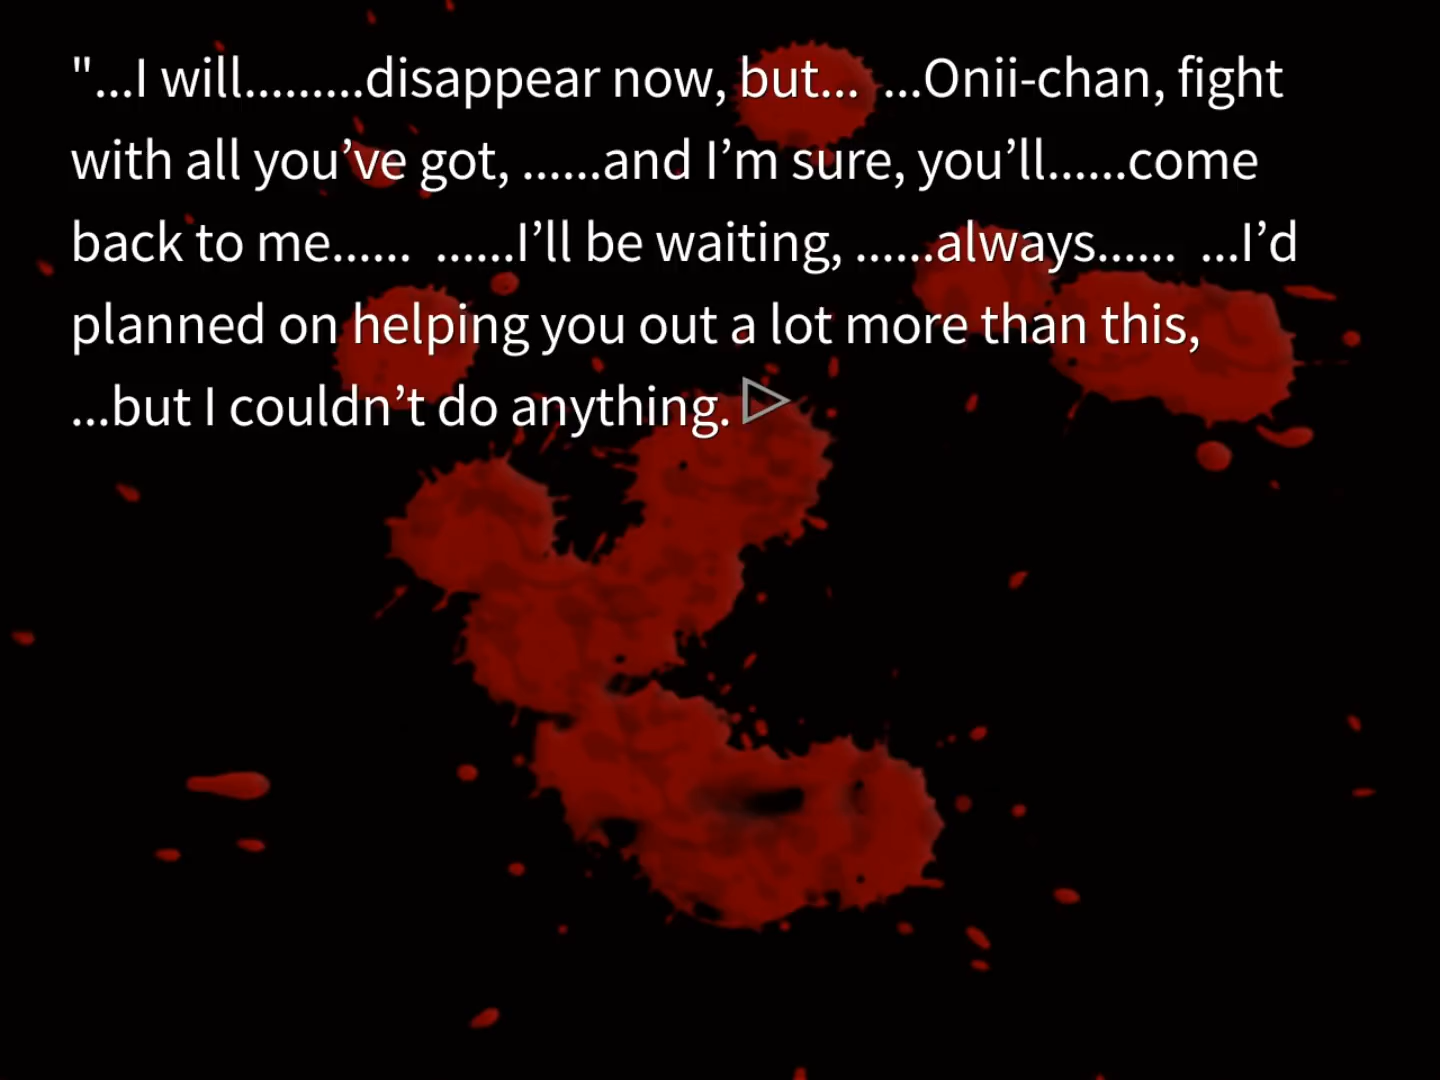 "...I will.........disappear now, but...  ...Onii-chan, fight
with all you’ve got, ......and I’m sure, you’ll......come
back to me......  ......I’ll be waiting, ......always......  ...I’d
planned on helping you out a lot more than this,
...but I couldn’t do anything.